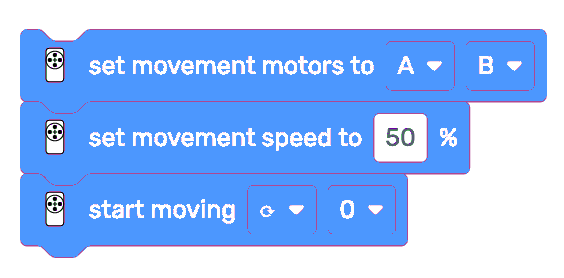 set movement motors to A B
set movement speed to 50 %
start moving 0